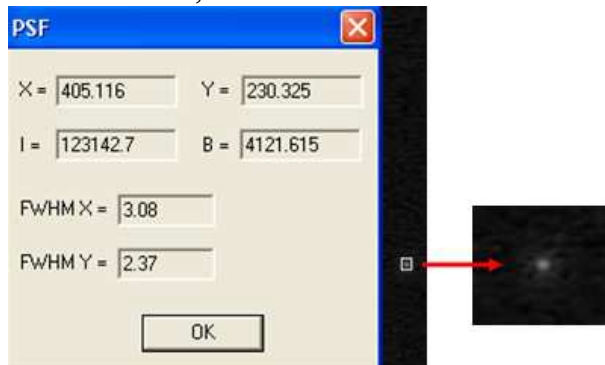 PSF
X = 405.116 Y = 230.325
I = 123142.7 B = 4121.615
FWHM X = 3.08
FWHM Y = 2.37
OK